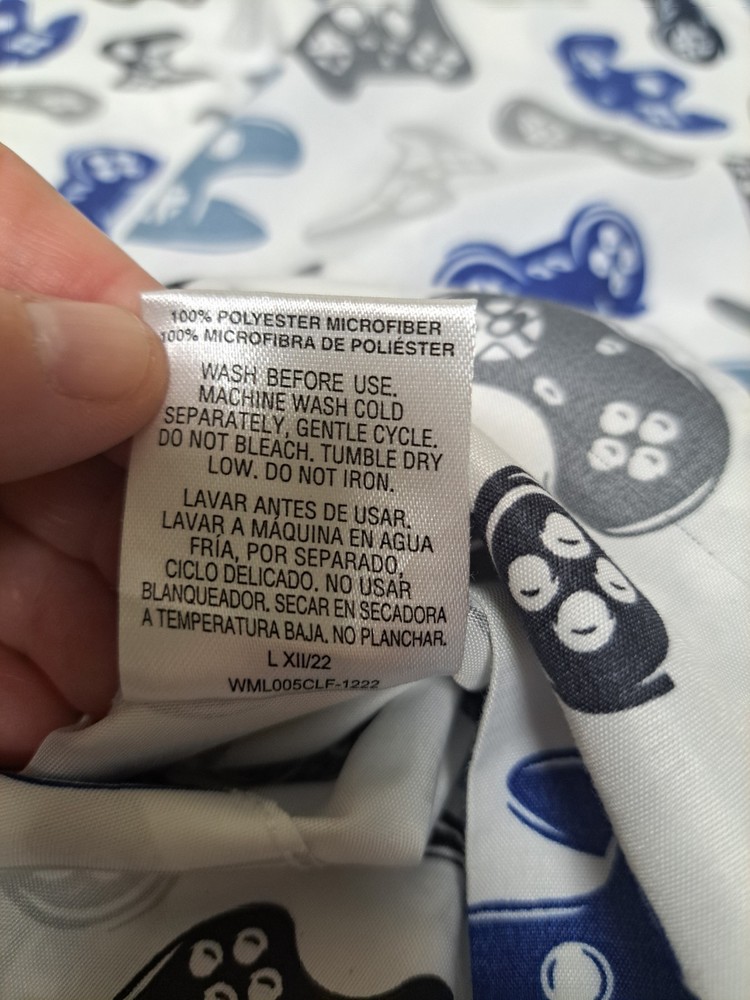 100% POLYESTER MICROFIBER
100% MICROFIBRA DE POLIÉSTER
WASH BEFORE USE.
MACHINE WASH COLD
SEPARATELY, GENTLE CYCLE.
DO NOT BLEACH. TUMBLE DRY
LOW. DO NOT IRON.
LAVAR ANTES DE USAR.
LAVAR A MÁQUINA EN AGUA
FRÍA, POR SEPARADO,
CICLO DELICADO. NO USAR
BLANQUEADOR. SECAR EN SECADORA
A TEMPERATURA BAJA. NO PLANCHAR.
L XII/22
WML005CLF-1222